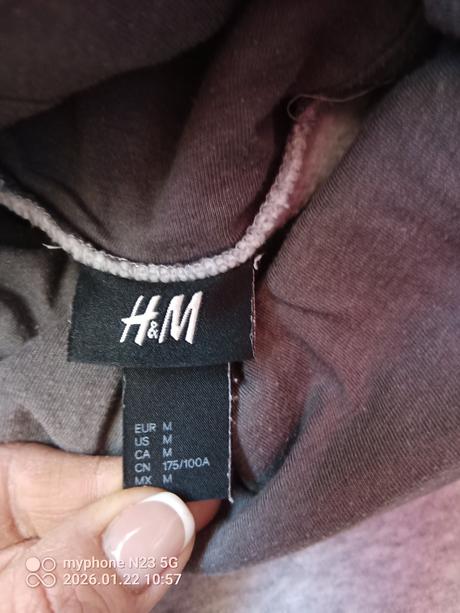 H&M
EUR M
US M
CA M
CN 175/100A
MX M
myphone N23 5G
2026.01.22 10:57